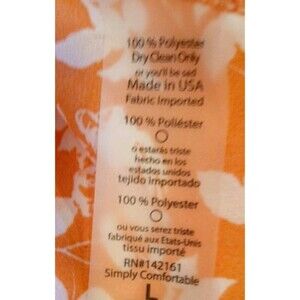 100 % Polyester
Dry Clean Only
or you'll be sad
Made in USA
Fabric Imported
100 % Poliéster
o estarás triste
hecho en los
estados unidos
tejido importado
100 % Polyester
ou vous serez triste
fabriqué aux Etats-Unis
tissu importé
RN#142161
Simply Comfortable
L